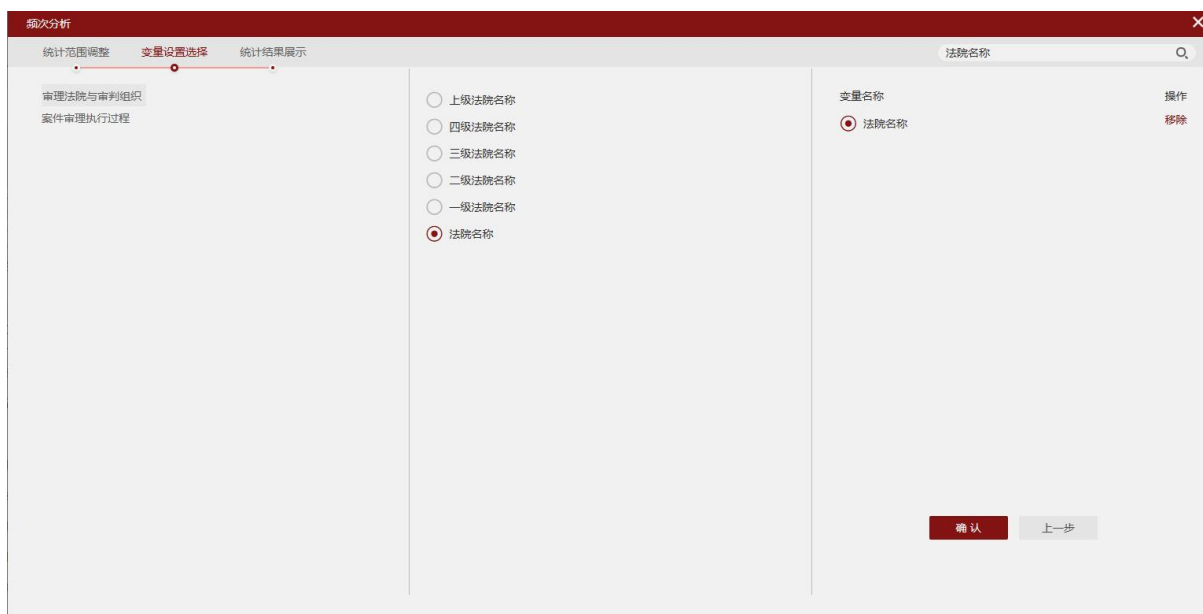 频次分析
统计范围调整 变量设置选择 统计结果展示 法院名称
审理法院与审判组织
案件审理执行过程
上级法院名称
四级法院名称
三级法院名称
二级法院名称
一级法院名称
法院名称
变量名称 操作
法院名称 移除
确认 上一步